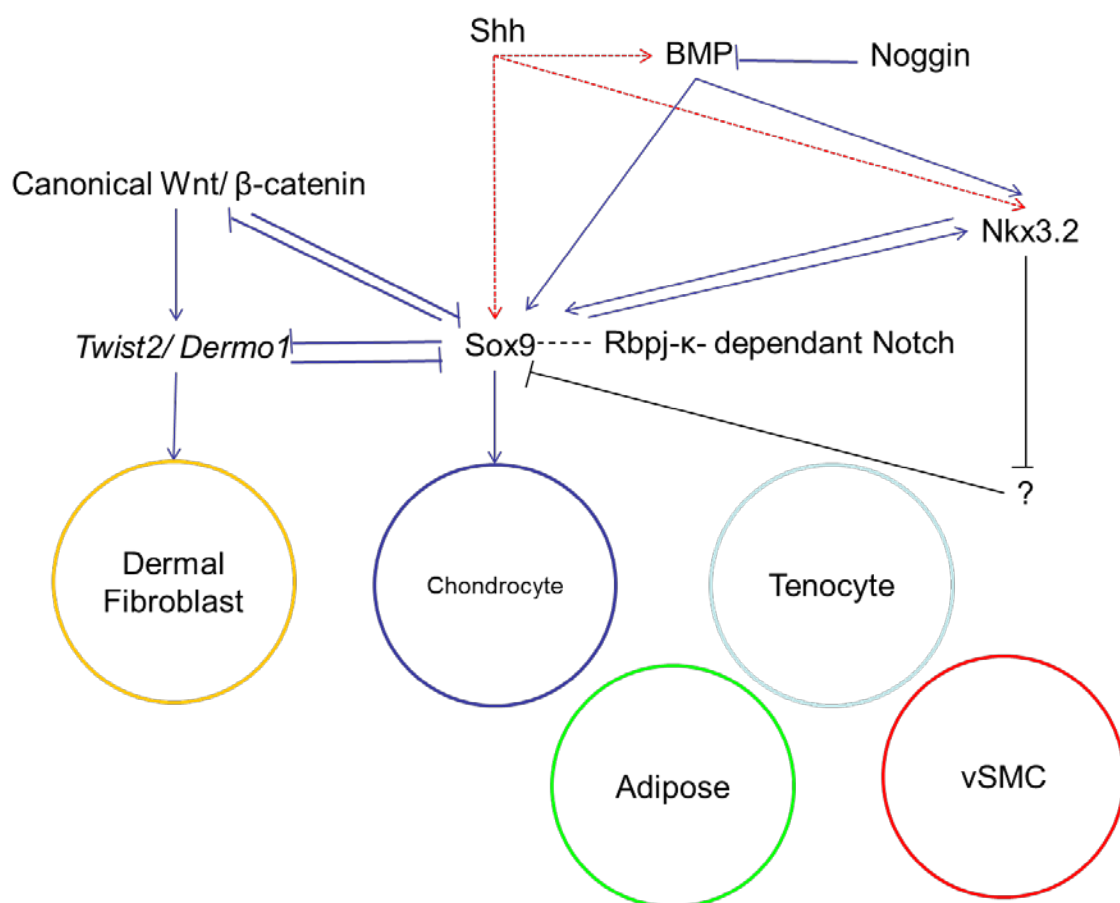 Shh
BMP
Noggin
Canonical Wnt/ β-catenin
Nkx3.2
Twist2/ Dermo1
Sox9
Rbpj-κ- dependant Notch
?
Dermal
Fibroblast
Chondrocyte
Tenocyte
Adipose
vSMC